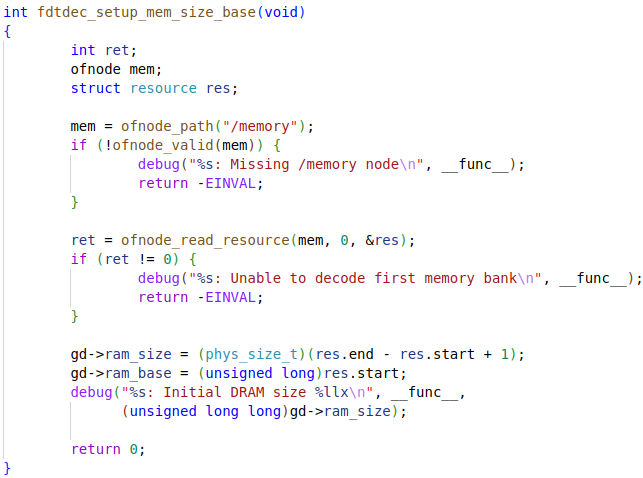 int fdtdec_setup_mem_size_base(void)
{
        int ret;
        ofnode mem;
        struct resource res;

        mem = ofnode_path("/memory");
        if (!ofnode_valid(mem)) {
                debug("%s: Missing /memory node\n", __func__);
                return -EINVAL;
        }

        ret = ofnode_read_resource(mem, 0, &res);
        if (ret != 0) {
                debug("%s: Unable to decode first memory bank\n", __func__);
                return -EINVAL;
        }

        gd->ram_size = (phys_size_t)(res.end - res.start + 1);
        gd->ram_base = (unsigned long)res.start;
        debug("%s: Initial DRAM size %llx\n", __func__,
              (unsigned long long)gd->ram_size);

        return 0;
}